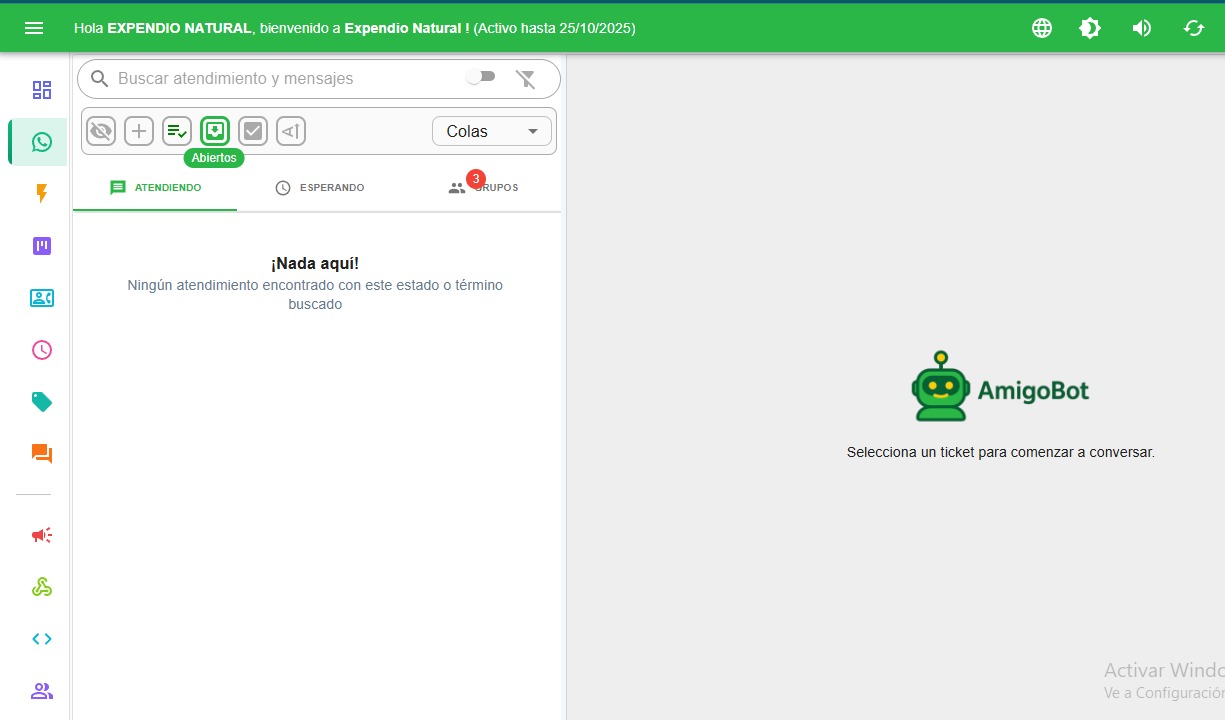 Hola EXPENDIO NATURAL, bienvenido a Expendio Natural ! (Activo hasta 25/10/2025)
Buscar atendimiento y mensajes
Colas
Abiertos
ATENDIENDO
ESPERANDO
3
RUPOS
¡Nada aquí!
Ningún atendimiento encontrado con este estado o término
buscado
AmigoBot
Selecciona un ticket para comenzar a conversar.
Activar Windo
Ve a Configuración